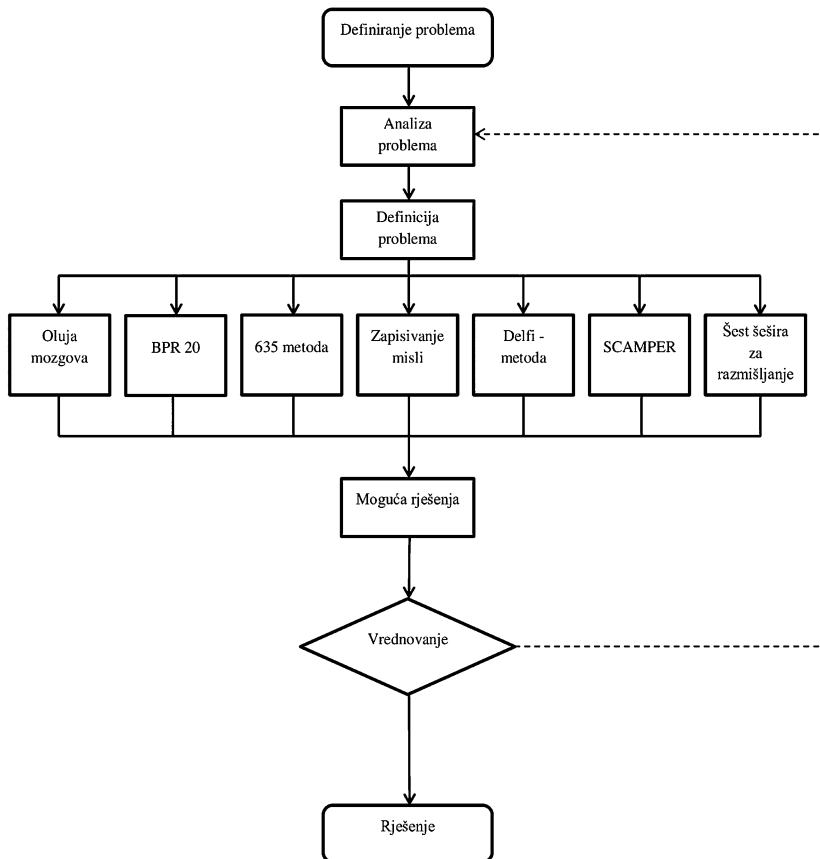 Definiranje problema
Analiza
problema
Definicija
problema
Oluja
mozgova
BPR 20
635 metoda
Zapisivanje
misli
Delfi -
metoda
SCAMPER
Šest šešira
za
razmišljanje
Moguća rješenja
Vrednovanje
Rješenje